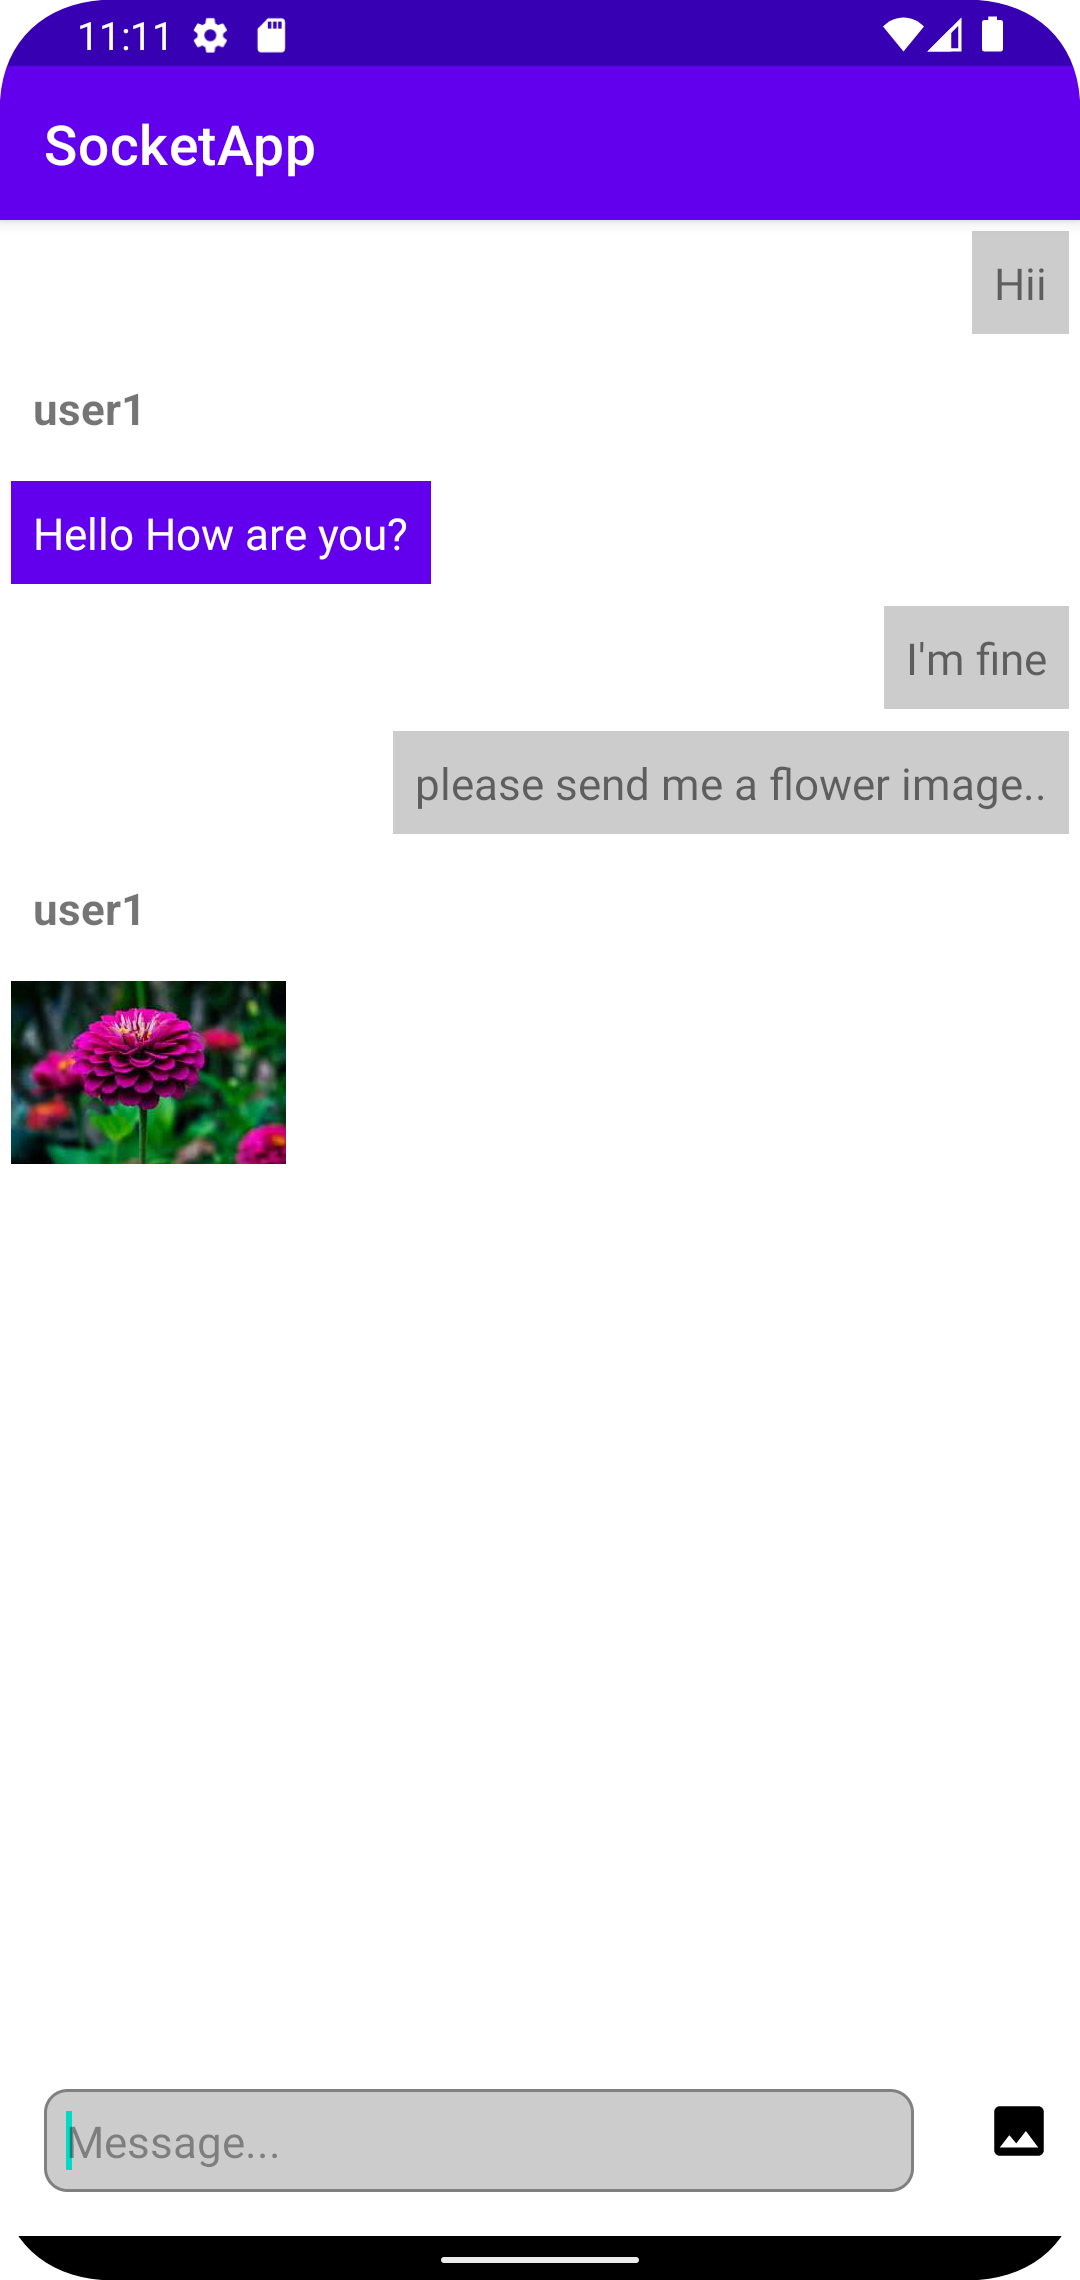 11:11
SocketApp
Hii
user1
Hello How are you?
I'm fine
please send me a flower image..
user1
Message...